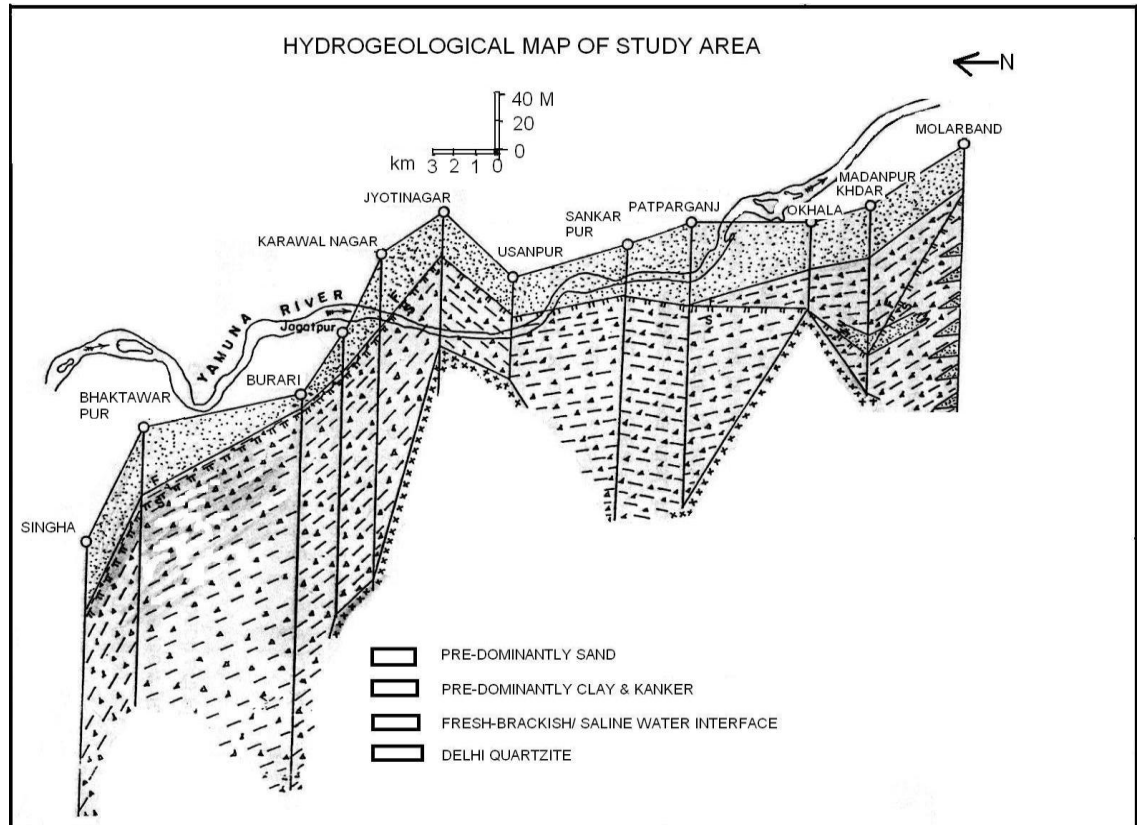 HYDROGEOLOGICAL MAP OF STUDY AREA
N
40 M
20
0
km 3 2 1 0
MOLARBAND
MADANPUR
KHDAR
OKHALA
PATPARGANJ
SANKAR
PUR
USANPUR
JYOTINAGAR
KARAWAL NAGAR
YAMUNA RIVER
Jagatpur
BURARI
BHAKTAWAR
PUR
SINGHA
F
S
F
S
S
PRE-DOMINANTLY SAND
PRE-DOMINANTLY CLAY & KANKER
FRESH-BRACKISH/ SALINE WATER INTERFACE
DELHI QUARTZITE